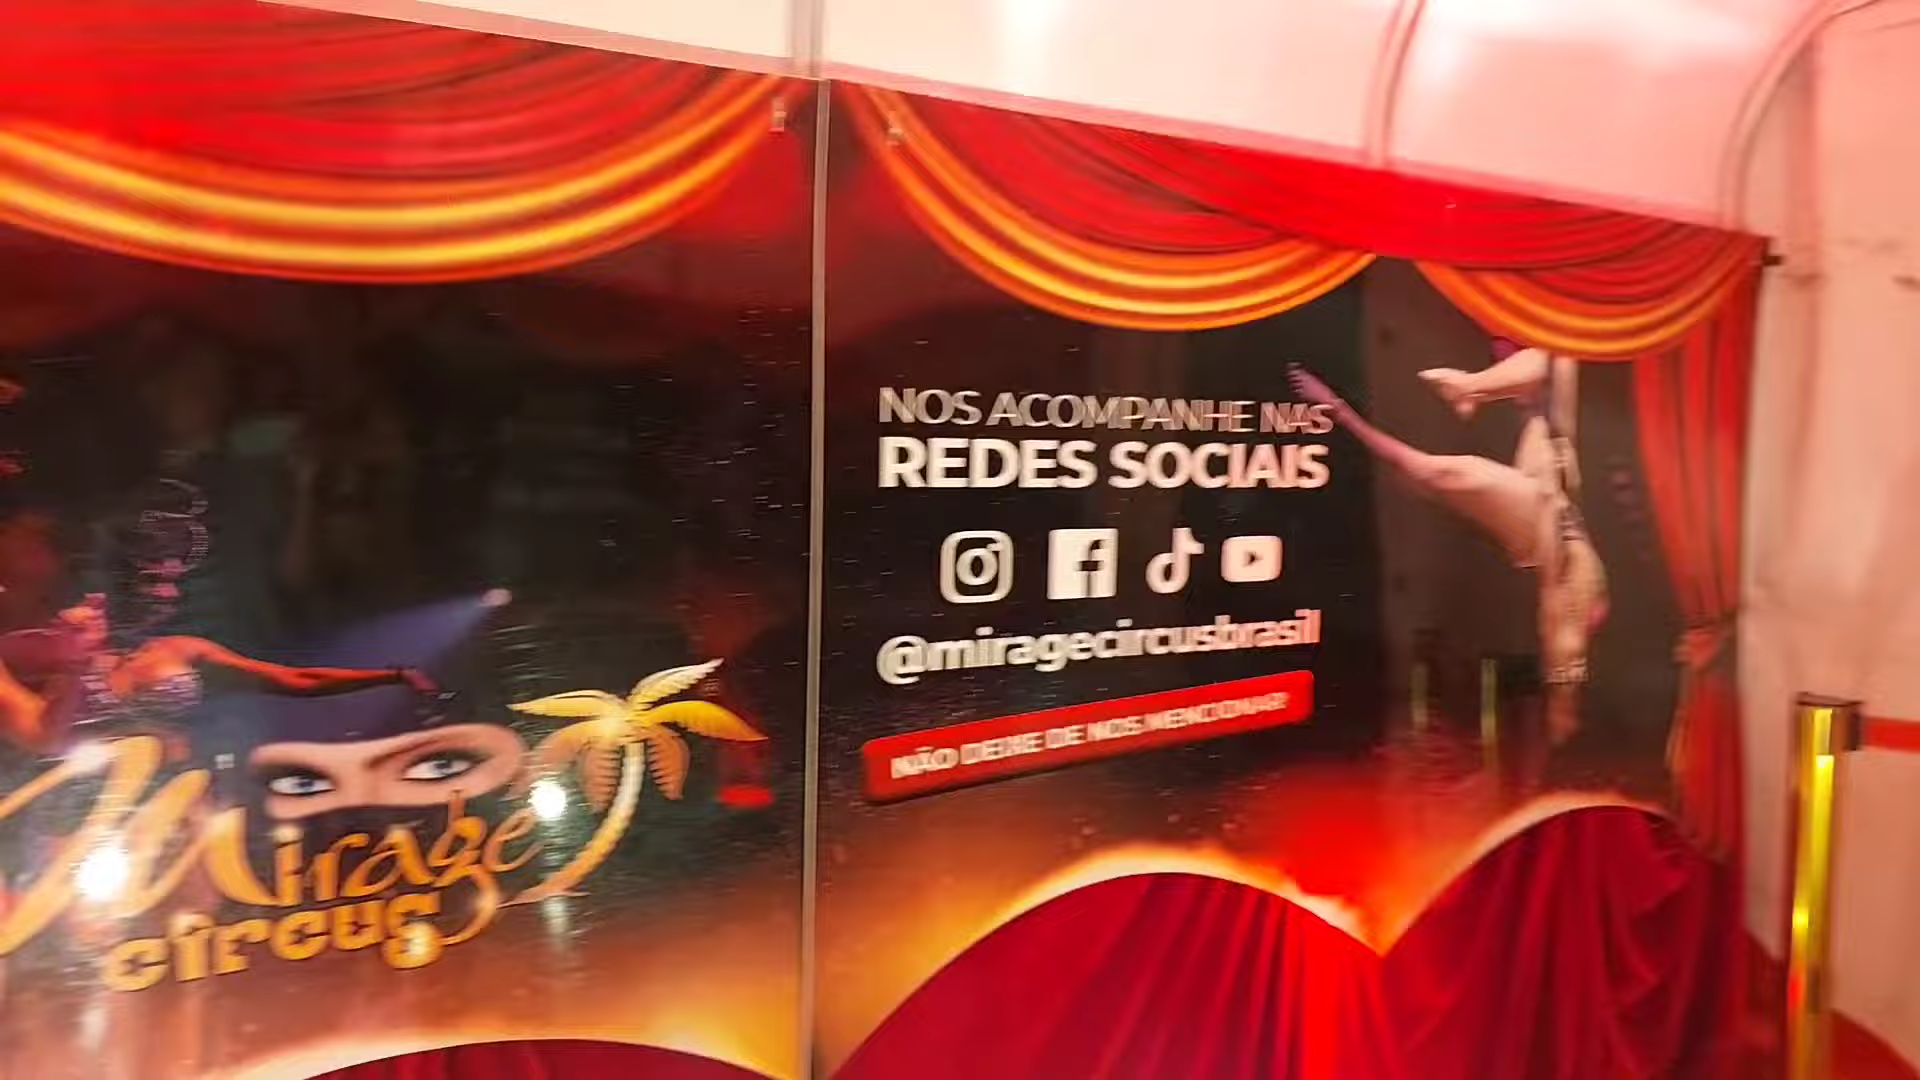 Mirage
circus
NOS ACOMPANHE NAS
REDES SOCIAIS
@miragecircusbrasil
NÃO DEIXE DE NOS MENCIONAR!